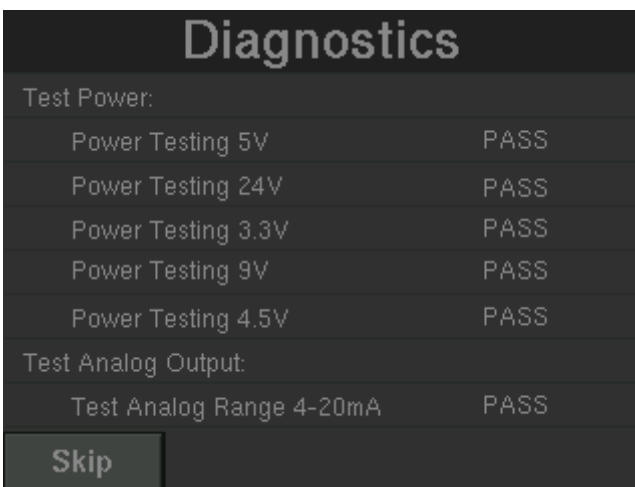 Diagnostics
Test Power:
Power Testing 5V PASS
Power Testing 24V PASS
Power Testing 3.3V PASS
Power Testing 9V PASS
Power Testing 4.5V PASS
Test Analog Output:
Test Analog Range 4-20mA PASS
Skip